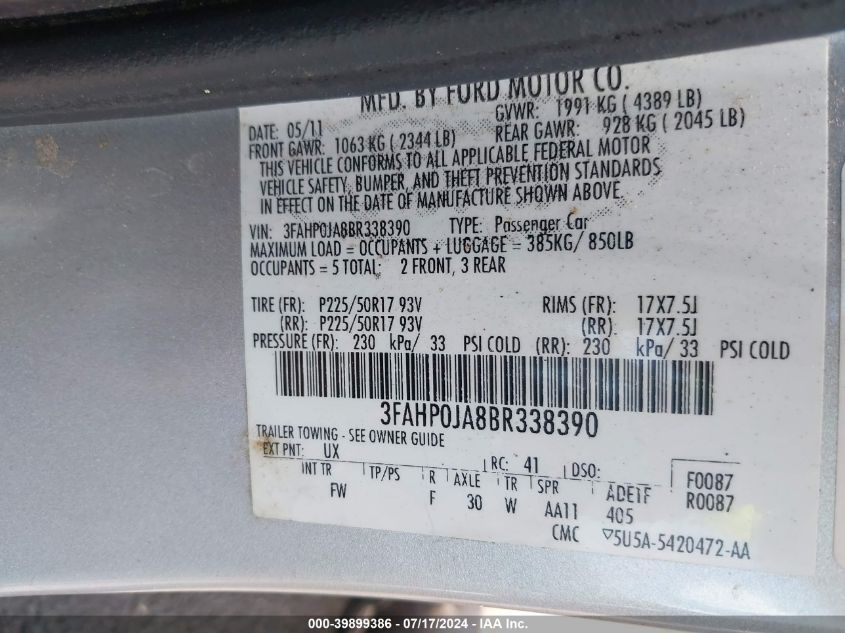 MFD. BY FORD MOTOR CO.
DATE: 05/11 GVWR: 1991 KG ( 4389 LB)
FRONT GAWR: 1063 KG ( 2344 LB) REAR GAWR: 928 KG ( 2045 LB)
THIS VEHICLE CONFORMS TO ALL APPLICABLE FEDERAL MOTOR
VEHICLE SAFETY, BUMPER, AND THEFT PREVENTION STANDARDS
IN EFFECT ON THE DATE OF MANUFACTURE SHOWN ABOVE.
VIN: 3FAHP0JA8BR338390 TYPE: Passenger Car
MAXIMUM LOAD = OCCUPANTS + LUGGAGE = 385KG/ 850LB
OCCUPANTS = 5 TOTAL: 2 FRONT, 3 REAR
TIRE (FR): P225/50R17 93V RIMS (FR): 17X7.5J
(RR): P225/50R17 93V (RR): 17X7.5J
PRESSURE (FR): 230 kPa/ 33 PSI COLD (RR): 230 kPa/ 33 PSI COLD
3FAHP0JA8BR338390
TRAILER TOWING - SEE OWNER GUIDE
EXT PNT: UX RC: 41 DSO: F0087
INT TR TP/PS R AXLE TR SPR ADE1F R0087
FW F 30 W AA11 405
CMC ▽5U5A-5420472-AA
000-39899386 - 07/17/2024 - IAA Inc.